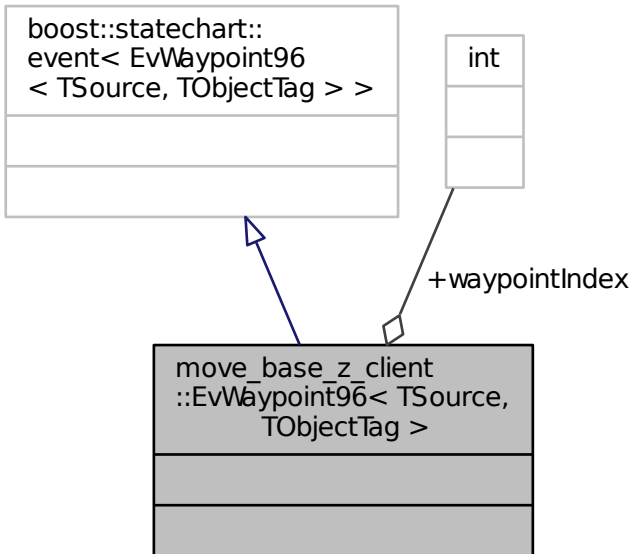 boost::statechart::
event< EvWaypoint96
< TSource, TObjectTag > >
int
+waypointIndex
move_base_z_client
::EvWaypoint96< TSource,
TObjectTag >